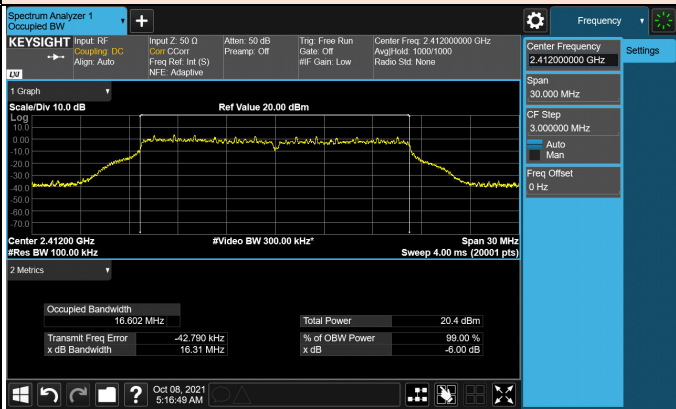 Spectrum Analyzer 1
Occupied BW
+
Frequency
KEYSIGHT
Input: RF
Coupling: DC
Align: Auto
Input Z: 50 Ω
Corr CCorr
Freq Ref: Int (S)
NFE: Adaptive
Atten: 50 dB
Preamp: Off
Trig: Free Run
Gate: Off
#IF Gain: Low
Center Freq: 2.412000000 GHz
Avg|Hold: 1000/1000
Radio Std: None
LXI
Center Frequency
2.412000000 GHz
Settings
Span
30.000 MHz
CF Step
3.000000 MHz
Auto
Man
Freq Offset
0 Hz
1 Graph
Scale/Div 10.0 dB
Ref Value 20.00 dBm
Log
10.0
0.00
-10.0
-20.0
-30.0
-40.0
-50.0
-60.0
-70.0
Center 2.41200 GHz
#Video BW 300.00 kHz*
Span 30 MHz
#Res BW 100.00 kHz
Sweep 4.00 ms (20001 pts)
2 Metrics
Occupied Bandwidth
16.602 MHz
Total Power
20.4 dBm
Transmit Freq Error
-42.790 kHz
% of OBW Power
99.00 %
x dB Bandwidth
16.31 MHz
x dB
-6.00 dB
?
Oct 08, 2021
5:16:49 AM